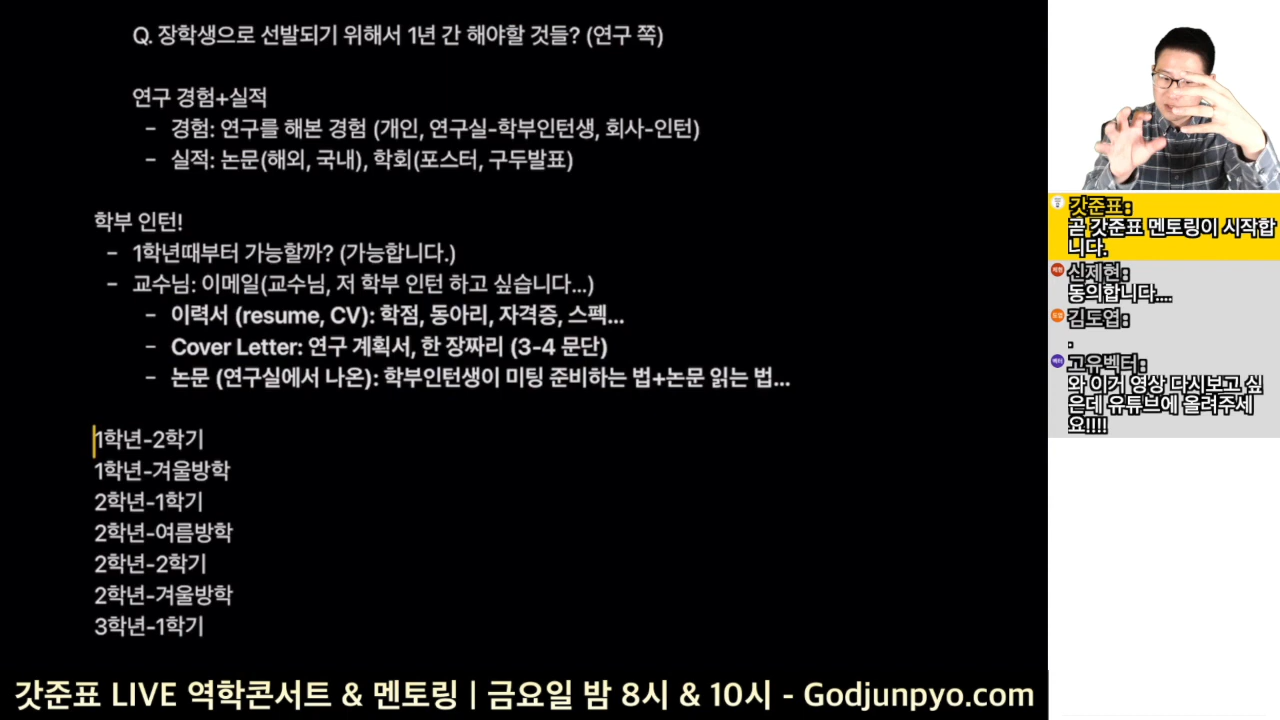 Q. 장학생으로 선발되기 위해서 1년 간 해야할 것들? (연구 쪽)
연구 경험+실적
- 경험: 연구를 해본 경험 (개인, 연구실-학부인턴생, 회사-인턴)
- 실적: 논문(해외, 국내), 학회(포스터, 구두발표)
학부 인턴!
- 1학년때부터 가능할까? (가능합니다.)
- 교수님: 이메일(교수님, 저 학부 인턴 하고 싶습니다...)
- 이력서 (resume, CV): 학점, 동아리, 자격증, 스펙...
- Cover Letter: 연구 계획서, 한 장짜리 (3-4 문단)
- 논문 (연구실에서 나온): 학부인턴생이 미팅 준비하는 법+논문 읽는 법...
1학년-2학기
1학년-겨울방학
2학년-1학기
2학년-여름방학
2학년-2학기
2학년-겨울방학
3학년-1학기
갓준표 LIVE 역학콘서트 & 멘토링 | 금요일 밤 8시 & 10시 - Godjunpyo.com
갓준표:
곧 갓준표 멘토링이 시작합
니다.
신제현:
동의합니다....
김도엽:
.
고유벡터:
와 이거 영상 다시보고 싶
은데 유튜브에 올려주세
요!!!!